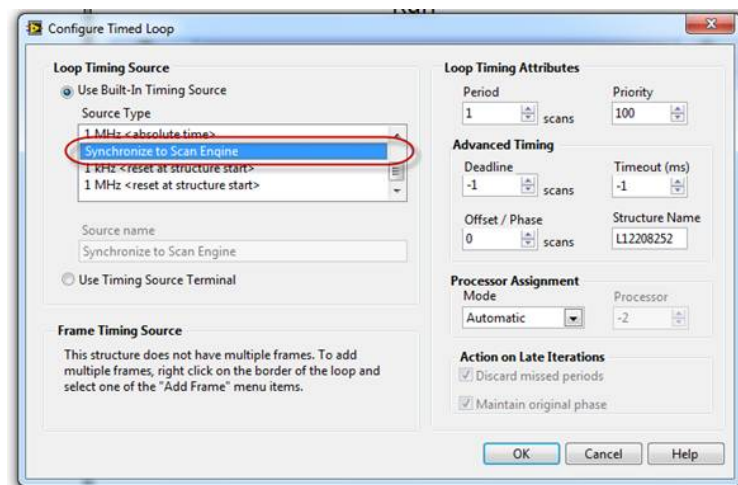 Run
Configure Timed Loop
Loop Timing Source
Use Built-In Timing Source
Source Type
1 MHz <absolute time>
Synchronize to Scan Engine
1 kHz <reset at structure start>
1 MHz <reset at structure start>
Source name
Synchronize to Scan Engine
Use Timing Source Terminal
Frame Timing Source
This structure does not have multiple frames. To add
multiple frames, right click on the border of the loop and
select one of the "Add Frame" menu items.
Loop Timing Attributes
Period Priority
1 scans 100
Advanced Timing
Deadline Timeout (ms)
-1 scans -1
Offset / Phase Structure Name
0 scans L12208252
Processor Assignment
Mode Processor
Automatic -2
Action on Late Iterations
Discard missed periods
Maintain original phase
OK Cancel Help